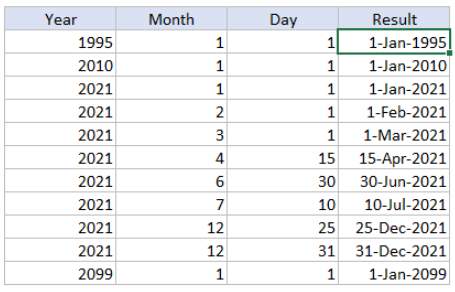 Year Month Day Result
1995 1 1 1-Jan-1995
2010 1 1 1-Jan-2010
2021 1 1 1-Jan-2021
2021 2 1 1-Feb-2021
2021 3 1 1-Mar-2021
2021 4 15 15-Apr-2021
2021 6 30 30-Jun-2021
2021 7 10 10-Jul-2021
2021 12 25 25-Dec-2021
2021 12 31 31-Dec-2021
2099 1 1 1-Jan-2099